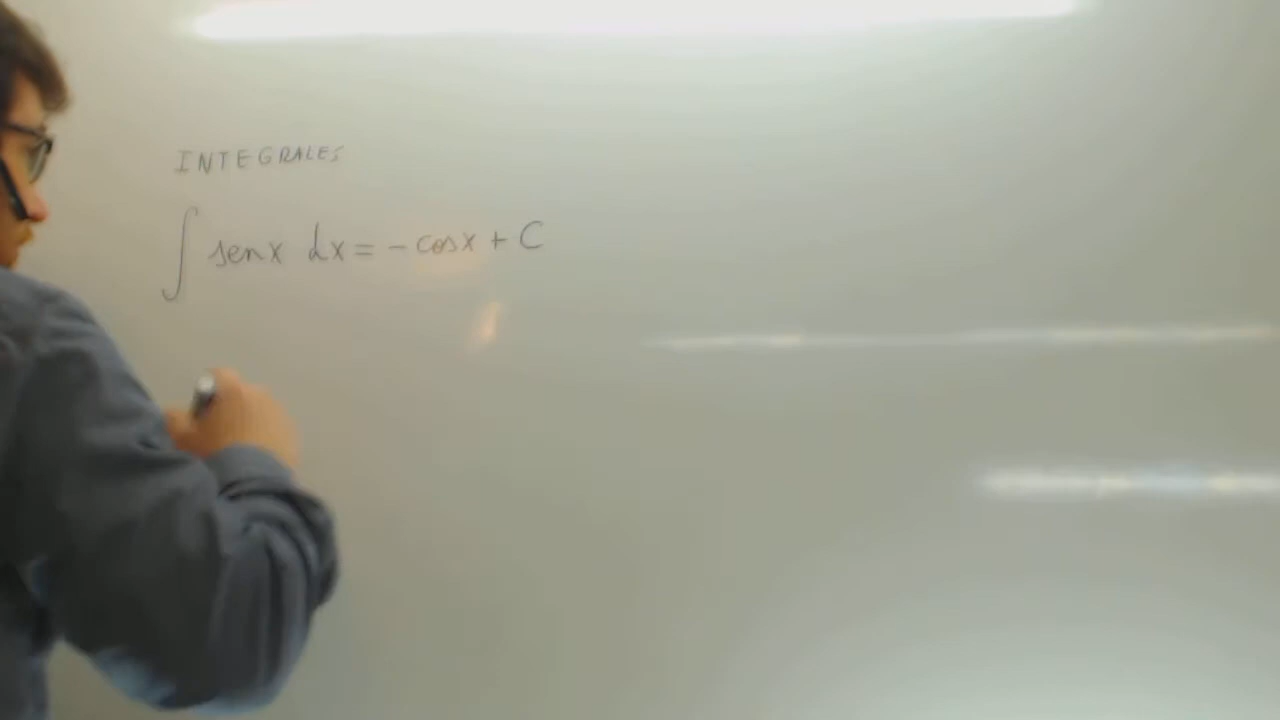 INTEGRALES
∫ senx dx = - cosx + C